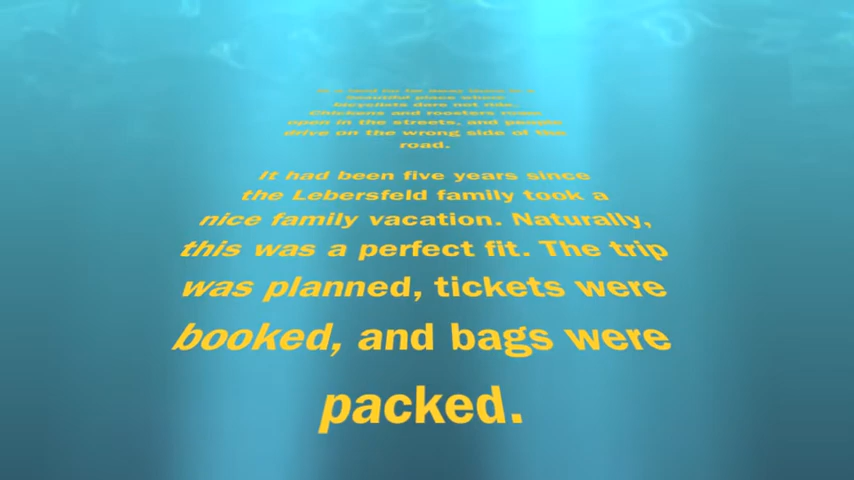 beautiful place where
bicyclists dare not ride.
Chickens and roosters roam
open in the streets, and people
drive on the wrong side of the
road.
It had been five years since
the Lebersfeld family took a
nice family vacation. Naturally,
this was a perfect fit. The trip
was planned, tickets were
booked, and bags were
packed.